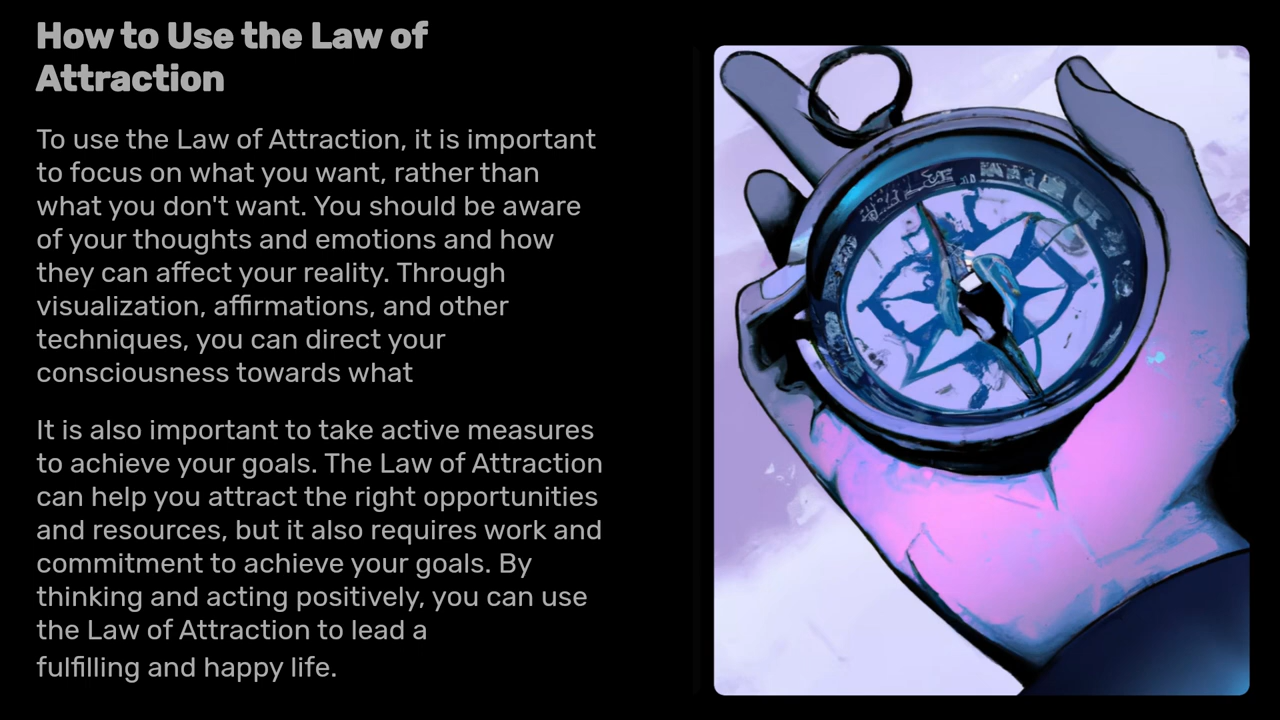 How to Use the Law of
Attraction
To use the Law of Attraction, it is important
to focus on what you want, rather than
what you don't want. You should be aware
of your thoughts and emotions and how
they can affect your reality. Through
visualization, affirmations, and other
techniques, you can direct your
consciousness towards what
It is also important to take active measures
to achieve your goals. The Law of Attraction
can help you attract the right opportunities
and resources, but it also requires work and
commitment to achieve your goals. By
thinking and acting positively, you can use
the Law of Attraction to lead a
fulfilling and happy life.